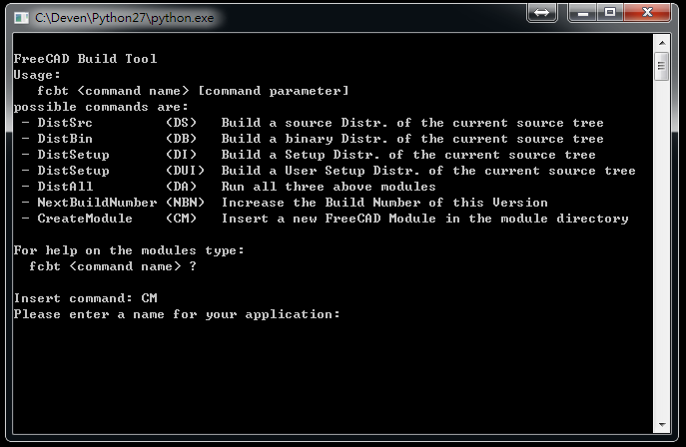 C:\Deven\Python27\python.exe
FreeCAD Build Tool
Usage:
   fcbt <command name> [command parameter]
possible commands are:
 - DistSrc         (DS)   Build a source Distr. of the current source tree
 - DistBin         (DB)   Build a binary Distr. of the current source tree
 - DistSetup       (DI)   Build a Setup Distr. of the current source tree
 - DistSetup       (DUI)  Build a User Setup Distr. of the current source tree
 - DistAll         (DA)   Run all three above modules
 - NextBuildNumber (NBN)  Increase the Build Number of this Version
 - CreateModule    (CM)   Insert a new FreeCAD Module in the module directory
For help on the modules type:
  fcbt <command name> ?
Insert command: CM
Please enter a name for your application: